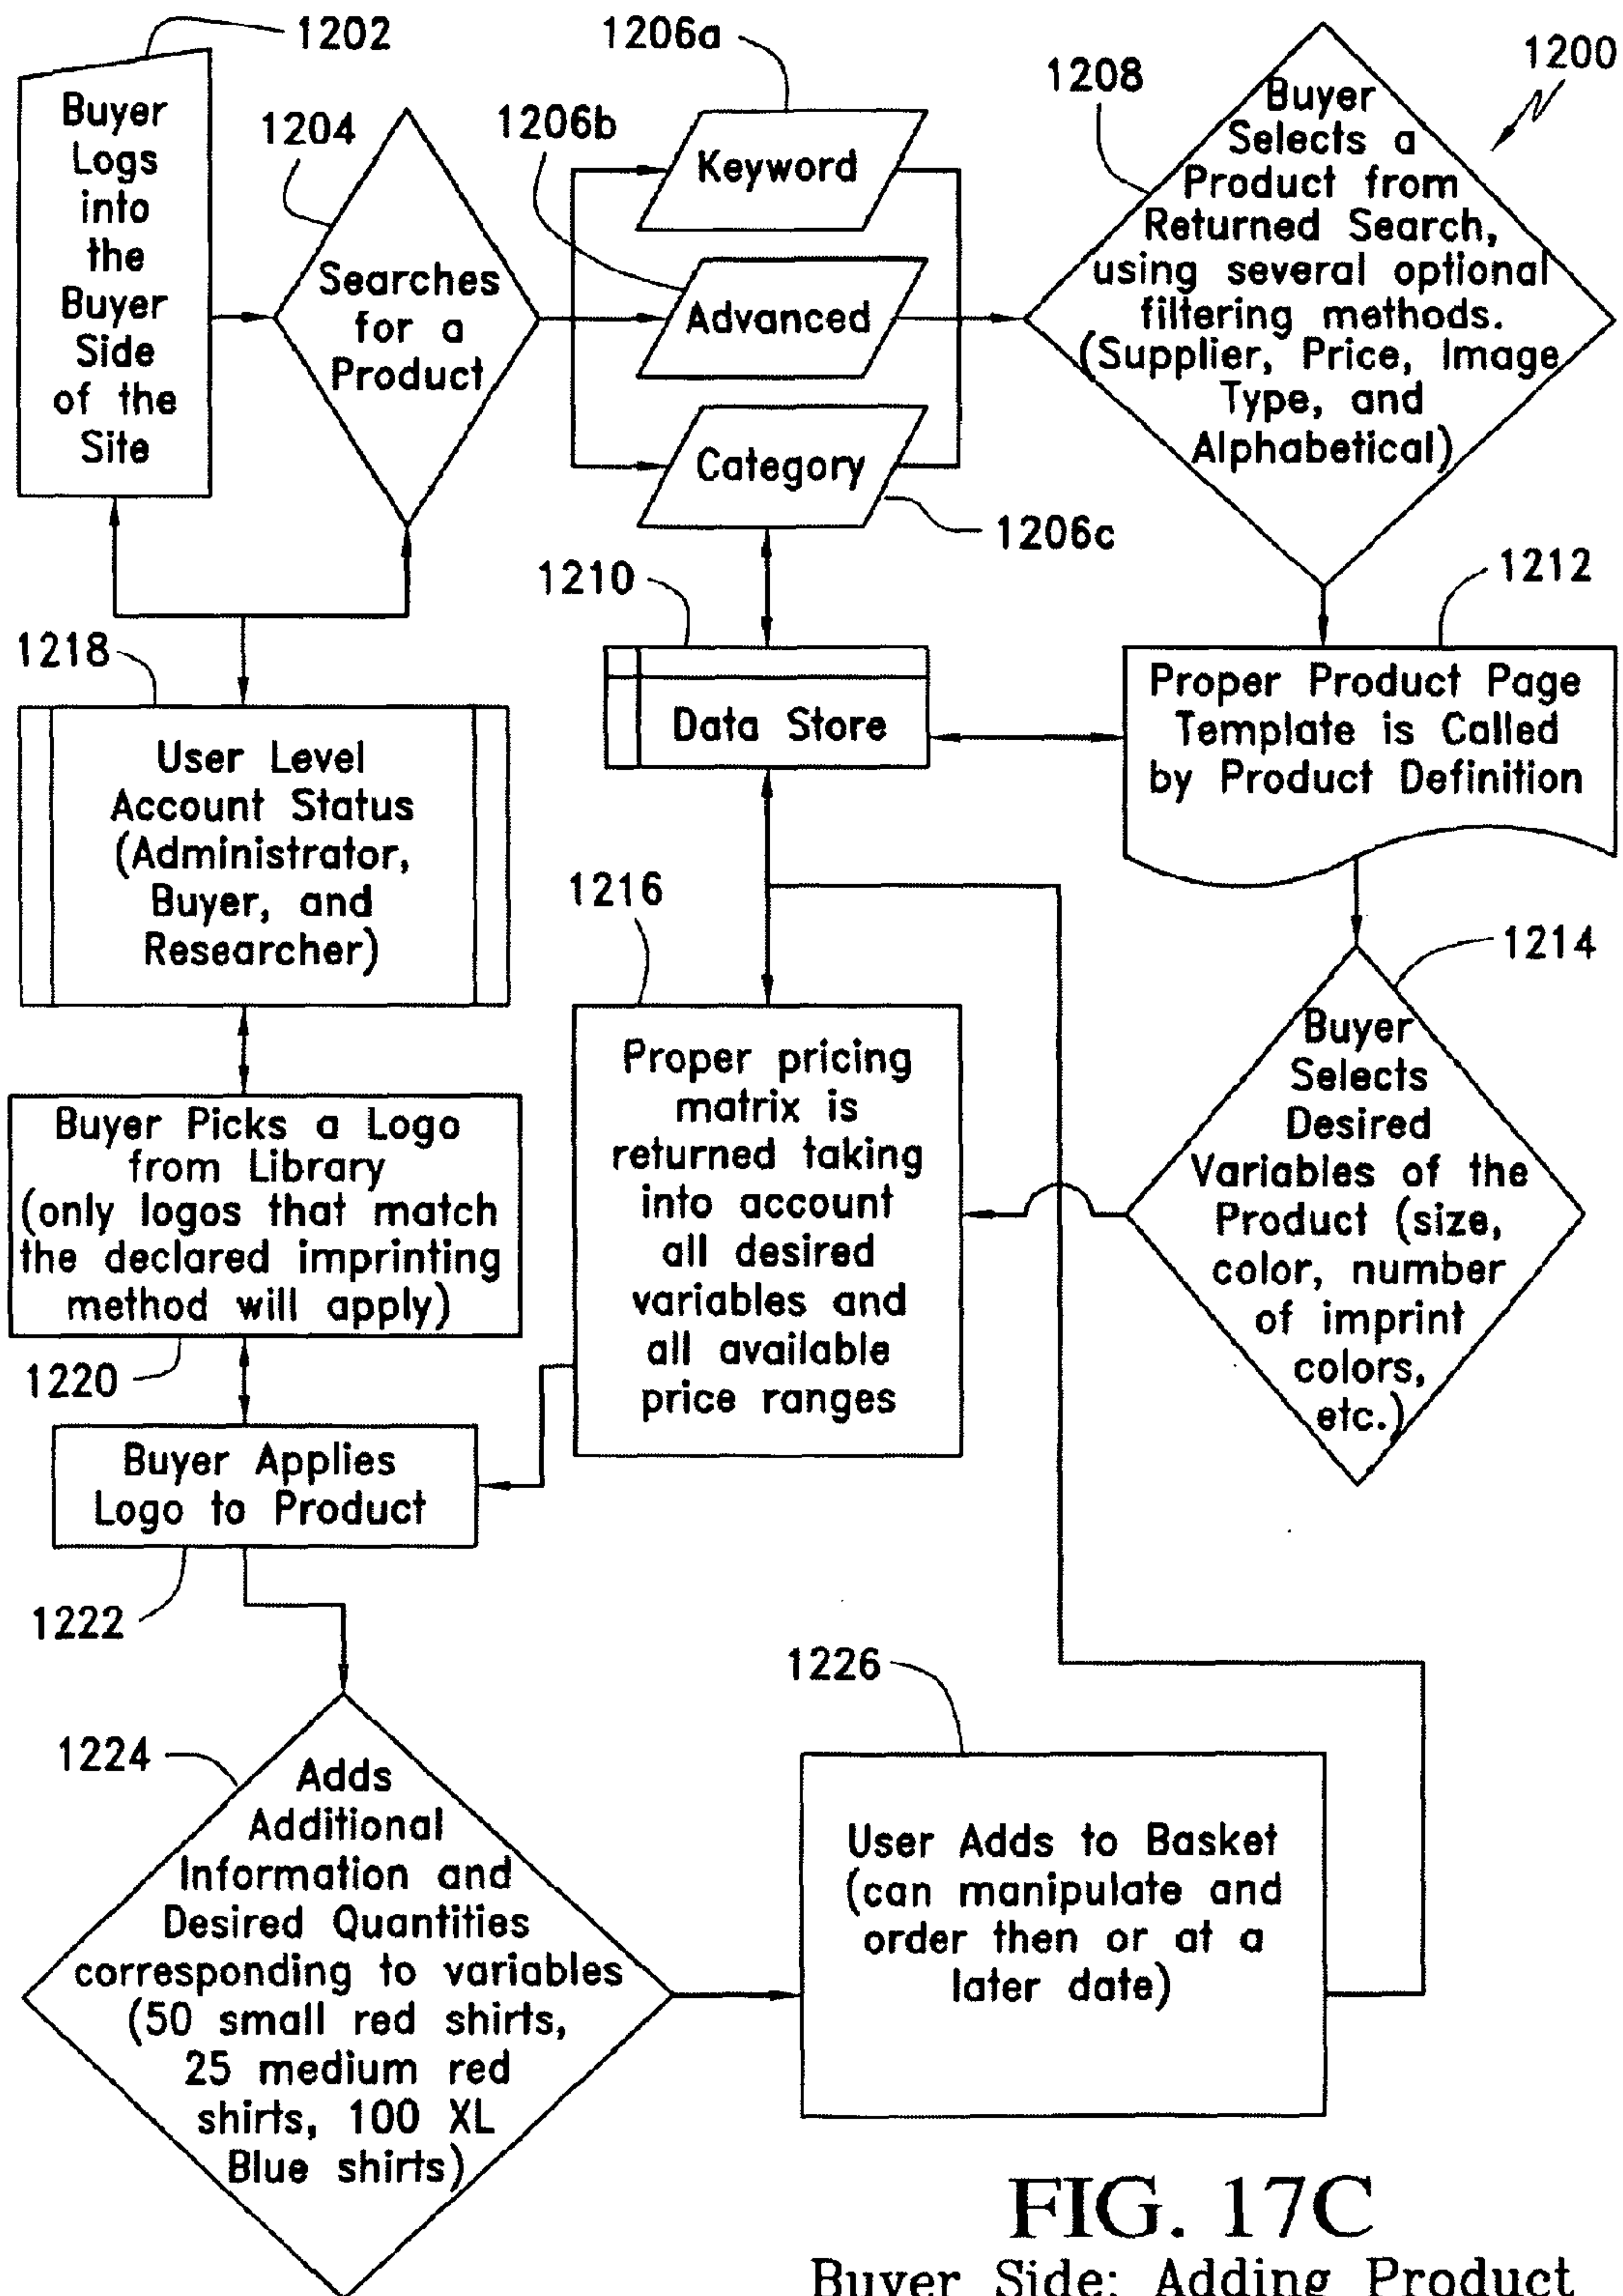 1202
Buyer
Logs
into
the
Buyer
Side
of the
Site
1204
Searches
for a
Product
1206a
Keyword
1206b
Advanced
Category
1206c
1208
Buyer
Selects a
Product from
Returned Search,
using several optional
filtering methods.
(Supplier, Price, Image
Type, and
Alphabetical)
1200
1210
Data Store
1212
Proper Product Page
Template is Called
by Product Definition
1218
User Level
Account Status
(Administrator,
Buyer, and
Researcher)
1216
Proper pricing
matrix is
returned taking
into account
all desired
variables and
all available
price ranges
1214
Buyer
Selects
Desired
Variables of the
Product (size,
color, number
of imprint
colors,
etc.)
Buyer Picks a Logo
from Library
(only logos that match
the declared imprinting
method will apply)
1220
Buyer Applies
Logo to Product
1222
1224
Adds
Additional
Information and
Desired Quantities
corresponding to variables
(50 small red shirts,
25 medium red
shirts, 100 XL
Blue shirts)
1226
User Adds to Basket
(can manipulate and
order then or at a
later date)
FIG. 17C
Buyer Side: Adding Product